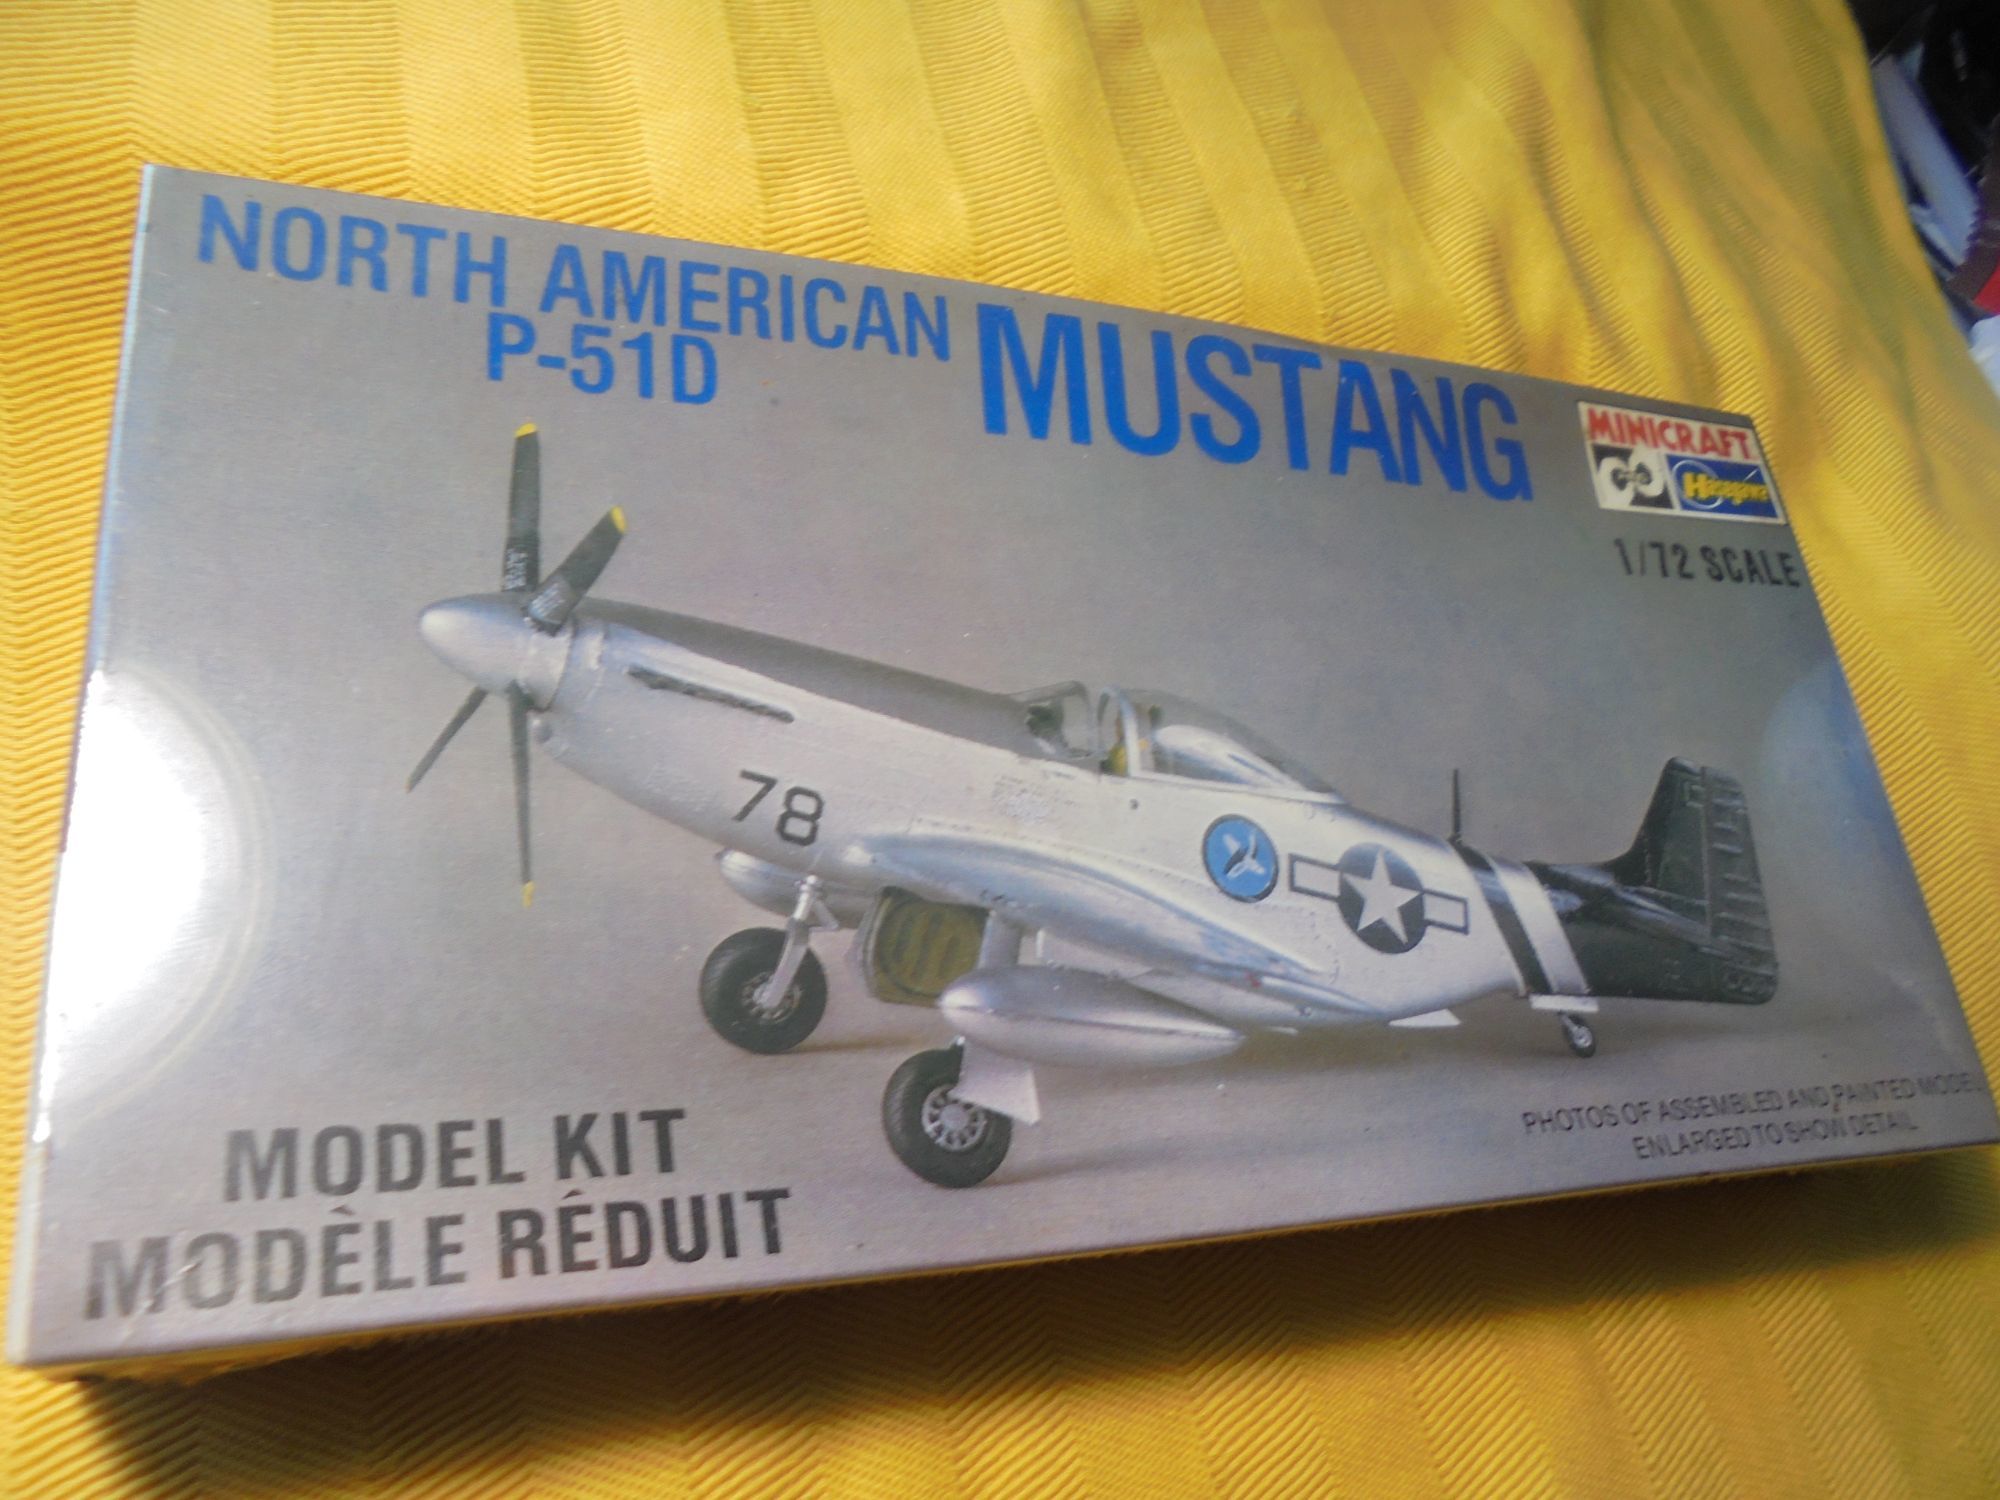 NORTH AMERICAN MUSTANG
P-51D
MINICRAFT
Hasegawa
1/72 SCALE
78
MODEL KIT
MODÈLE RÉDUIT
PHOTOS OF ASSEMBLED AND PAINTED MODEL
ENLARGED TO SHOW DETAIL